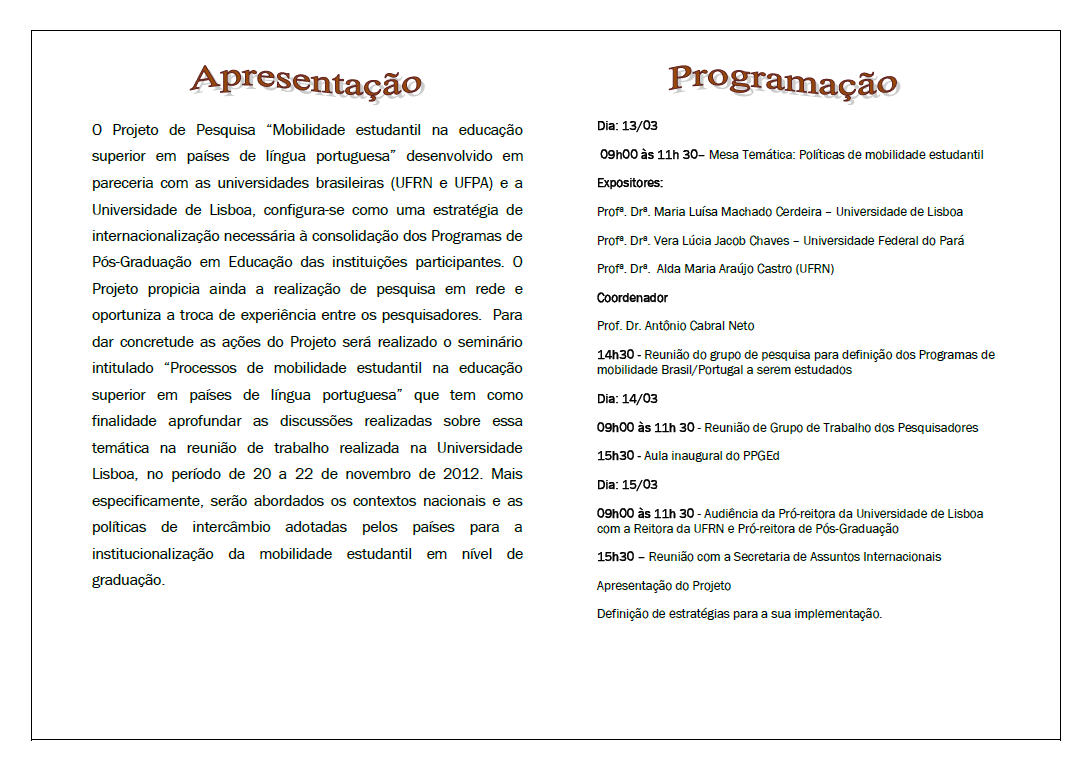 Apresentação
O Projeto de Pesquisa “Mobilidade estudantil na educação
superior em países de língua portuguesa” desenvolvido em
pareceria com as universidades brasileiras (UFRN e UFPA) e a
Universidade de Lisboa, configura-se como uma estratégia de
internacionalização necessária à consolidação dos Programas de
Pós-Graduação em Educação das instituições participantes. O
Projeto propicia ainda a realização de pesquisa em rede e
oportuniza a troca de experiência entre os pesquisadores. Para
dar concretude as ações do Projeto será realizado o seminário
intitulado “Processos de mobilidade estudantil na educação
superior em países de língua portuguesa” que tem como
finalidade aprofundar as discussões realizadas sobre essa
temática na reunião de trabalho realizada na Universidade
Lisboa, no período de 20 a 22 de novembro de 2012. Mais
especificamente, serão abordados os contextos nacionais e as
políticas de intercâmbio adotadas pelos países para a
institucionalização da mobilidade estudantil em nível de
graduação.
Programação
Dia: 13/03
09h00 às 11h 30– Mesa Temática: Políticas de mobilidade estudantil
Expositores:
Profª. Drª. Maria Luísa Machado Cerdeira – Universidade de Lisboa
Profª. Drª. Vera Lúcia Jacob Chaves – Universidade Federal do Pará
Profª. Drª. Alda Maria Araújo Castro (UFRN)
Coordenador
Prof. Dr. Antônio Cabral Neto
14h30 - Reunião do grupo de pesquisa para definição dos Programas de
mobilidade Brasil/Portugal a serem estudados
Dia: 14/03
09h00 às 11h 30 - Reunião de Grupo de Trabalho dos Pesquisadores
15h30 - Aula inaugural do PPGEd
Dia: 15/03
09h00 às 11h 30 - Audiência da Pró-reitora da Universidade de Lisboa
com a Reitora da UFRN e Pró-reitora de Pós-Graduação
15h30 – Reunião com a Secretaria de Assuntos Internacionais
Apresentação do Projeto
Definição de estratégias para a sua implementação.